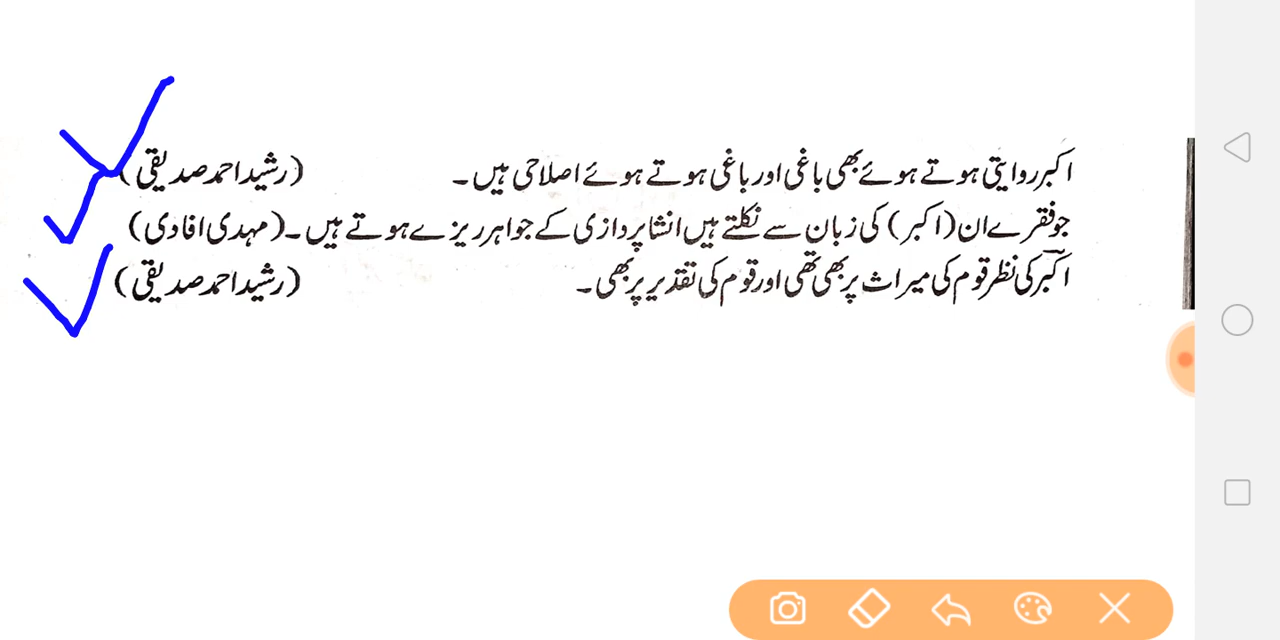 اکبر روایتی ہوتے ہوئے بھی باغی اور باغی ہوتے ہوئے اصلاحی ہیں۔ (رشید احمد صدیقی)
جو فقرے ان (اکبر) کی زبان سے نکلتے ہیں انشا پردازی کے جواہر ریزے ہوتے ہیں۔ (مہدی افادی)
اکبر کی نظر قوم کی میراث پر بھی تھی اور قوم کی تقدیر پر بھی۔ (رشید احمد صدیقی)